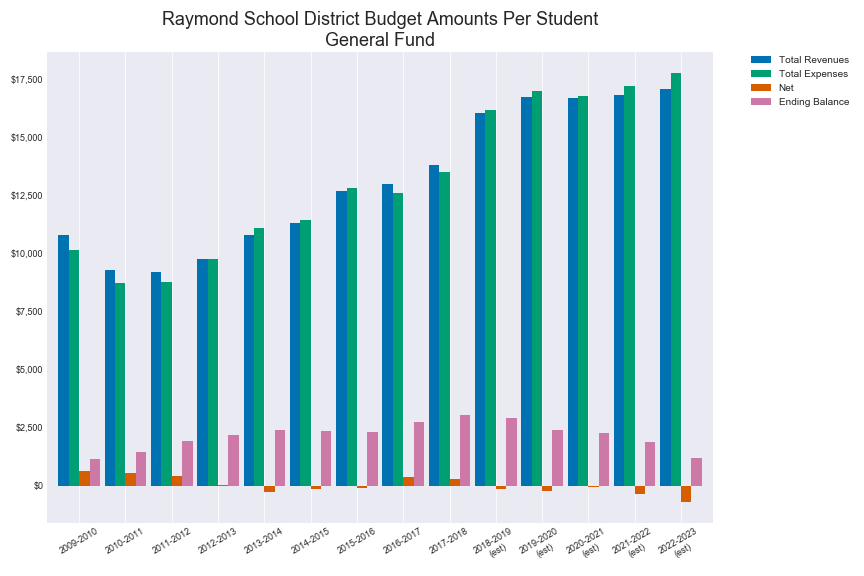 Raymond School District Budget Amounts Per Student
General Fund
Total Revenues
Total Expenses
Net
Ending Balance
$17,500
$15,000
$12,500
$10,000
$7,500
$5,000
$2,500
$0
2009-2010
2010-2011
2011-2012
2012-2013
2013-2014
2014-2015
2015-2016
2016-2017
2017-2018
2018-2019
(est)
2019-2020
(est)
2020-2021
(est)
2021-2022
(est)
2022-2023
(est)